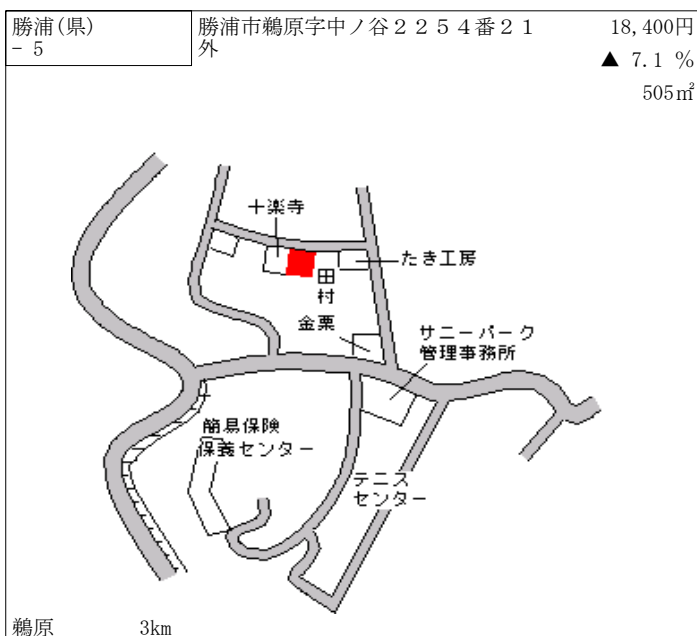 勝浦(県)
－5
勝浦市鵜原字中ノ谷２２５４番２１
外
18,400円
▲ 7.1 %
505㎡
十楽寺
たき工房
田村
金栗
サニーパーク
管理事務所
簡易保険
保養センター
テニス
センター
鵜原 3km